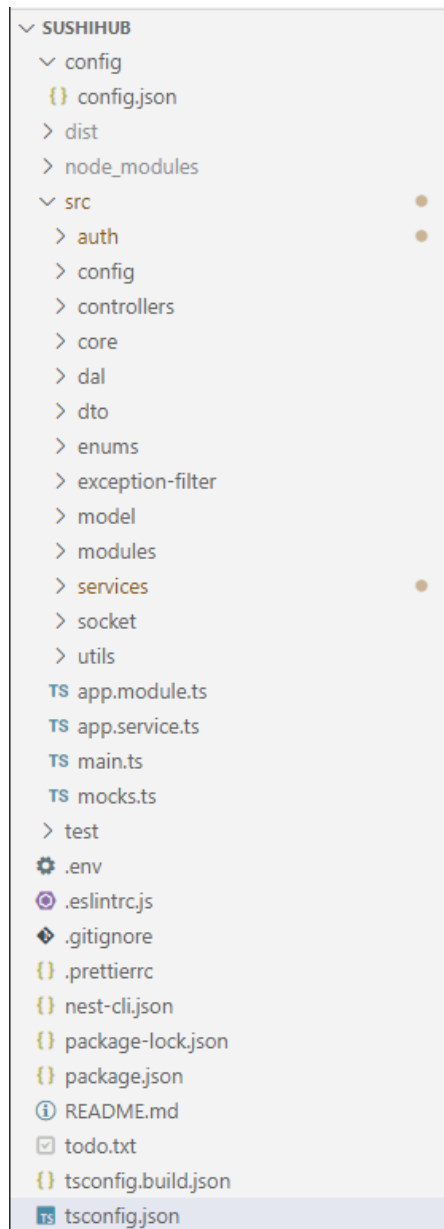 SUSHIHUB
config
{} config.json
dist
node_modules
src
auth
config
controllers
core
dal
dto
enums
exception-filter
model
modules
services
socket
utils
TS app.module.ts
TS app.service.ts
TS main.ts
TS mocks.ts
test
.env
.eslintrc.js
.gitignore
{} .prettierrc
{} nest-cli.json
{} package-lock.json
{} package.json
README.md
todo.txt
{} tsconfig.build.json
TS tsconfig.json